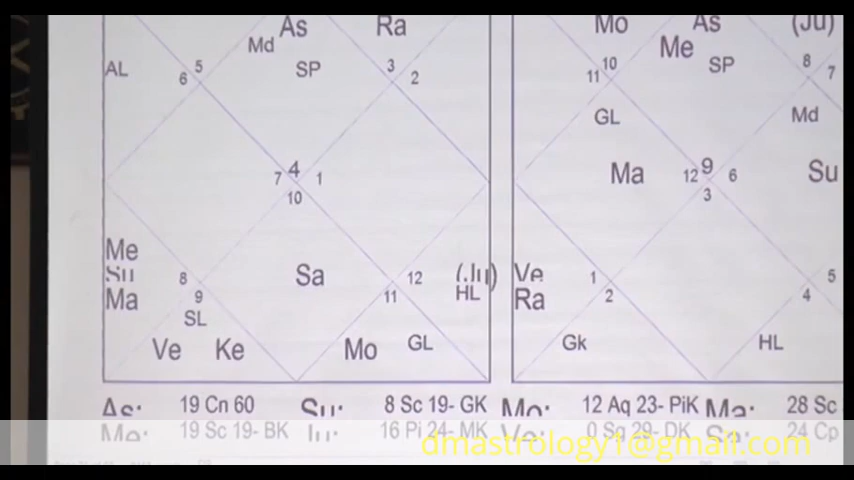 As Ra Mo As (Ju)
Md Me
AL 5 SP 3 10 SP 8
6 2 11 7
GL Md
7 4 1 Ma 12 9 6 Su
10 3
Me
Su 8 Sa 12 (Ju) Ve 1 5
Ma 9 11 HL Ra 2 4
SL
Ve Ke Mo GL Gk HL
As: 19 Cn 60 Su: 8 Sc 19- GK Mo: 12 Aq 23- PiK Ma: 28 Sc
Me: 19 Sc 19- BK Ju: 16 Pi 24- MK Ve: 0 Sg 29- DK Sa: 24 Cp
dmastrology1@gmail.com